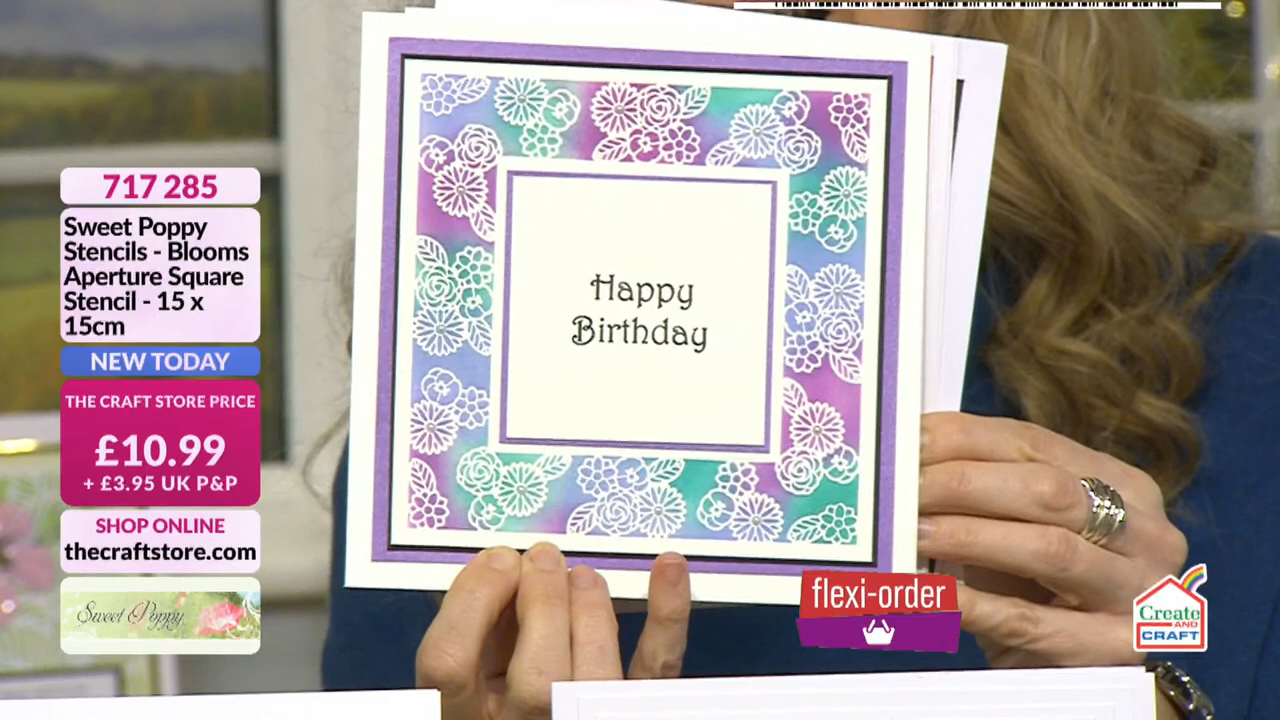 717 285
Sweet Poppy
Stencils - Blooms
Aperture Square
Stencil - 15 x
15cm
NEW TODAY
THE CRAFT STORE PRICE
£10.99
+ £3.95 UK P&P
SHOP ONLINE
thecraftstore.com
Sweet Poppy
Happy
Birthday
flexi-order
Create
AND
CRAFT